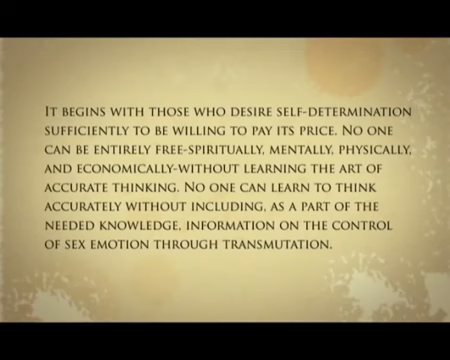 It begins with those who desire self-determination
sufficiently to be willing to pay its price. No one
can be entirely free-spiritually, mentally, physically,
and economically-without learning the art of
accurate thinking. No one can learn to think
accurately without including, as a part of the
needed knowledge, information on the control
of sex emotion through transmutation.